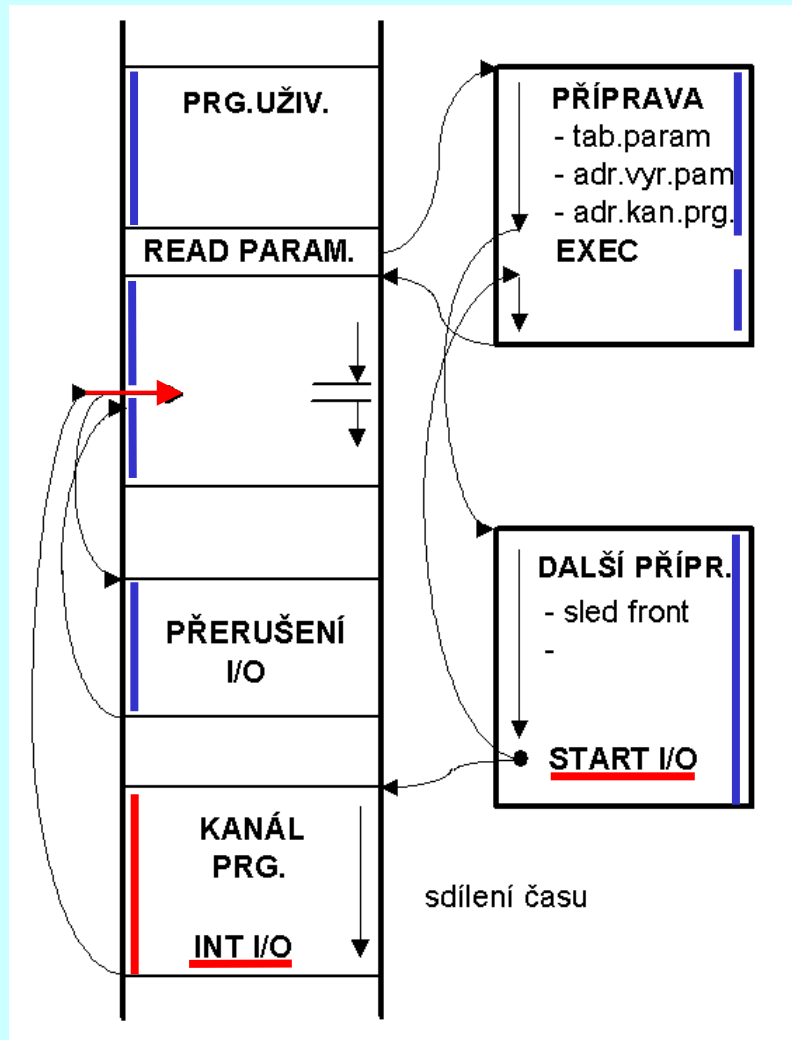 PRG.UŽIV.
READ PARAM.
PŘERUŠENÍ
I/O
KANÁL
PRG.
INT I/O
PŘÍPRAVA
- tab.param
- adr.vyr.pam
- adr.kan.prg.
EXEC
DALŠÍ PŘÍPR.
- sled front
-
START I/O
sdílení času